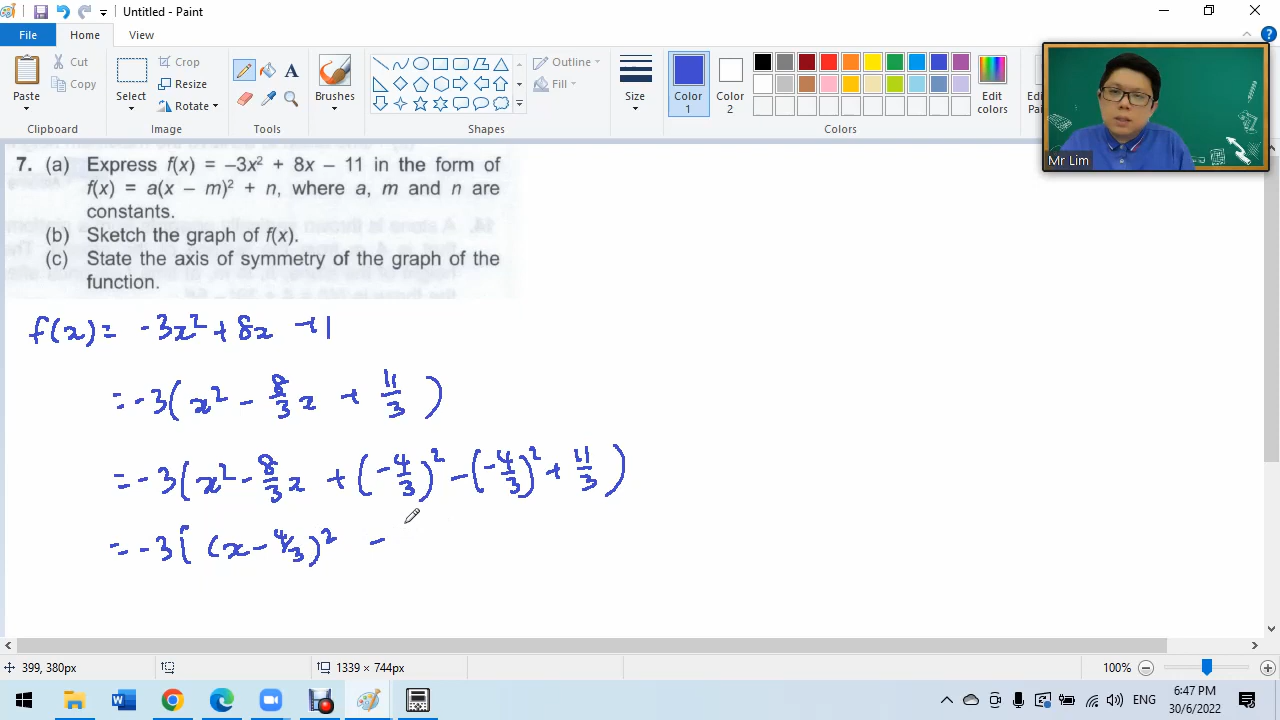 Untitled - Paint
File
Home
View
Paste
Cut
Copy
Clipboard
Select
Crop
Resize
Rotate
Image
A
Tools
Brushes
Outline
Fill
Shapes
Size
Color 1
Color 2
Edit colors
Colors
Mr Lim
7. (a) Express f(x) = –3x² + 8x – 11 in the form of
f(x) = a(x – m)² + n, where a, m and n are
constants.
(b) Sketch the graph of f(x).
(c) State the axis of symmetry of the graph of the
function.
f(x) = -3x² + 8x -11
= -3(x² - 8/3 x + 11/3)
= -3(x² - 8/3 x + (-4/3)² - (-4/3)² + 11/3)
= -3[(x - 4/3)² -
399, 380px
1339 × 744px
100%
ENG
6:47 PM
30/6/2022